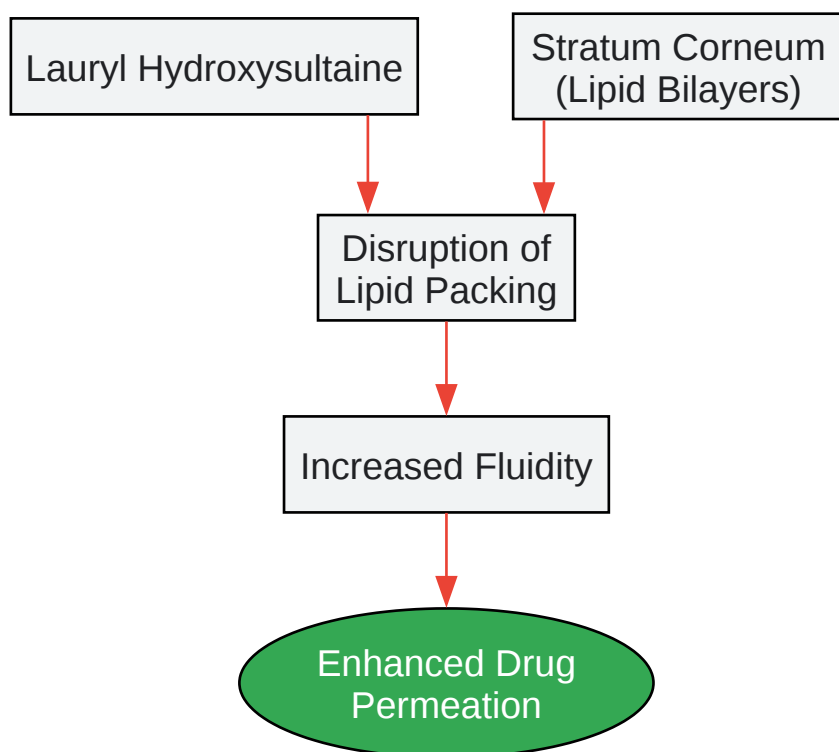 Lauryl Hydroxysultaine
Stratum Corneum
(Lipid Bilayers)
Disruption of
Lipid Packing
Increased Fluidity
Enhanced Drug
Permeation